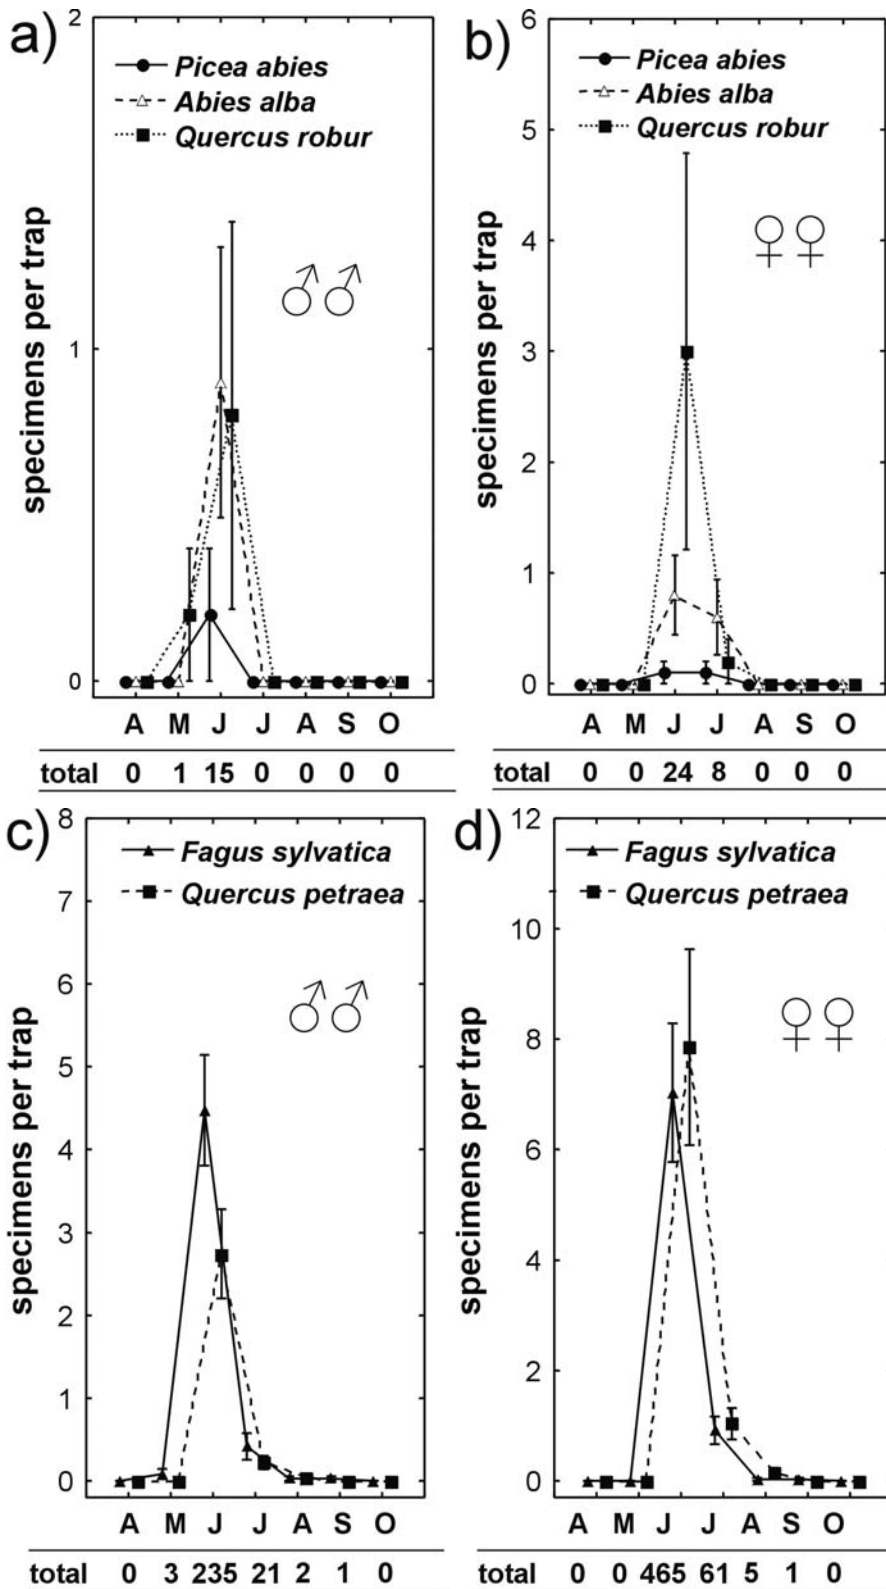 a)
2
1
0
specimens per trap
Picea abies
Abies alba
Quercus robur
♂♂
A M J J A S O
total 0 1 15 0 0 0 0
b)
6
5
4
3
2
1
0
specimens per trap
Picea abies
Abies alba
Quercus robur
♀♀
A M J J A S O
total 0 0 24 8 0 0 0
c)
8
7
6
5
4
3
2
1
0
specimens per trap
Fagus sylvatica
Quercus petraea
♂♂
A M J J A S O
total 0 3 235 21 2 1 0
d)
12
10
8
6
4
2
0
specimens per trap
Fagus sylvatica
Quercus petraea
♀♀
A M J J A S O
total 0 0 465 61 5 1 0